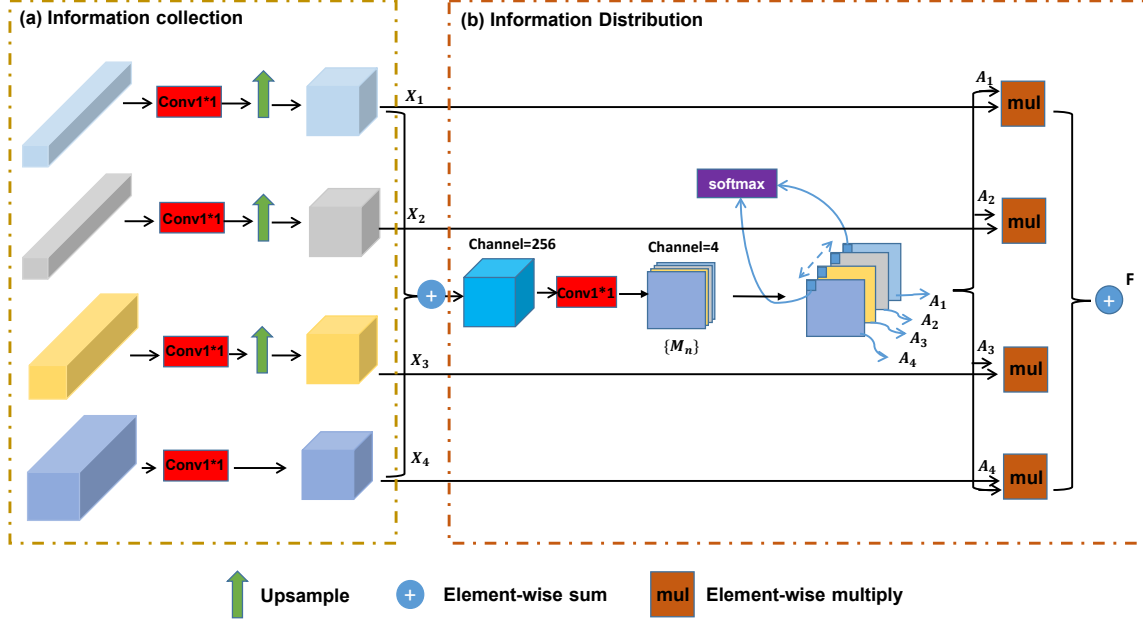 (a) Information collection
(b) Information Distribution
Conv1*1
X1
A1
mul
softmax
Conv1*1
X2
A2
mul
Channel=256
Channel=4
+
Conv1*1
{Mn}
A1
A2
A3
A4
F
+
Conv1*1
X3
A3
mul
Conv1*1
X4
A4
mul
Upsample
+
Element-wise sum
mul
Element-wise multiply